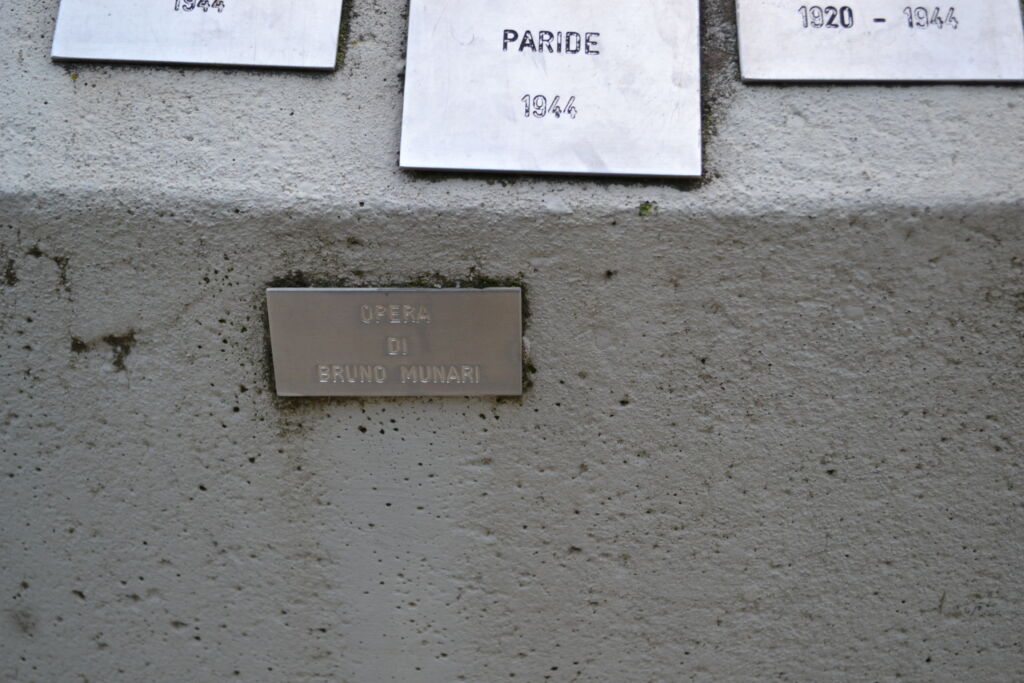 1944
PARIDE
1944
1920 - 1944
OPERA
DI
BRUNO MUNARI